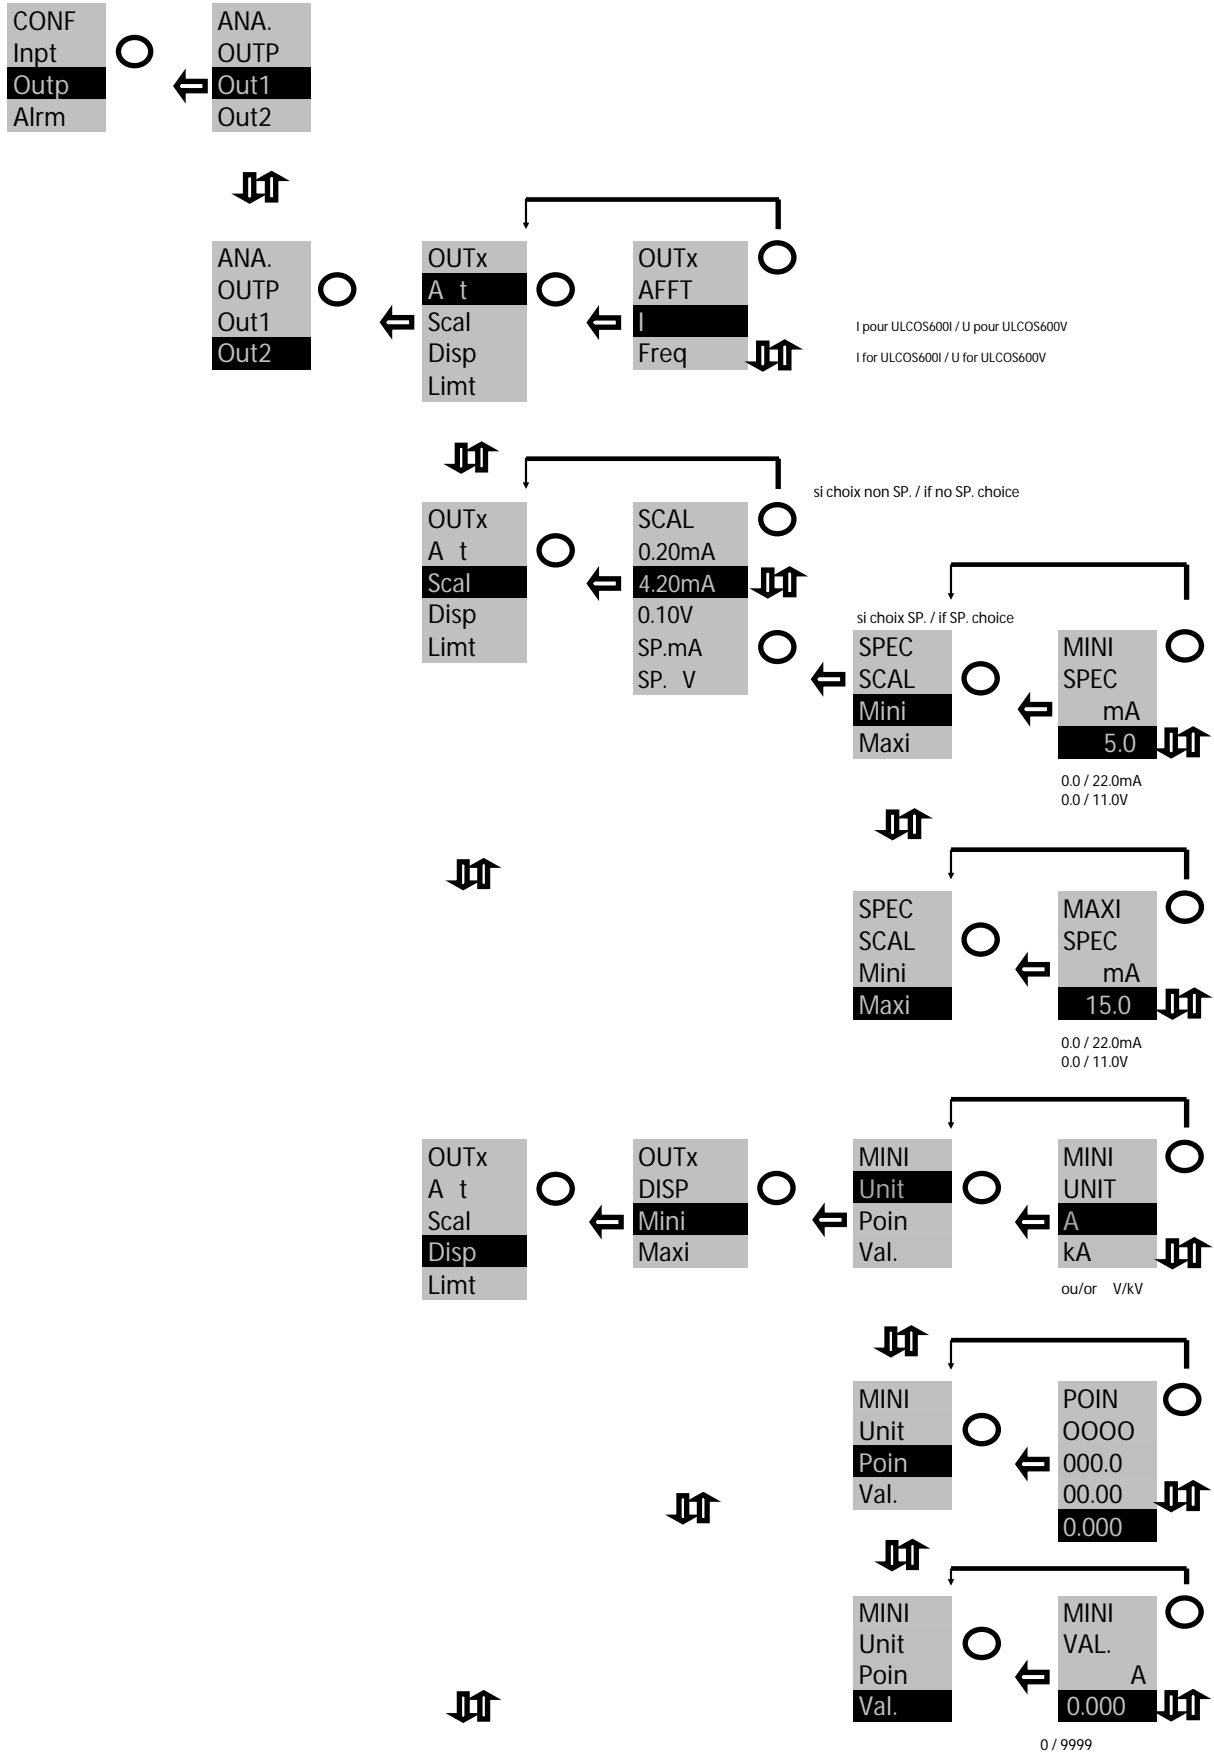 CONF
Inpt
Outp
Alrm
ANA.
OUTP
Out1
Out2
ANA.
OUTP
Out1
Out2
OUTx
A t
Scal
Disp
Limt
OUTx
AFFT
I
Freq
I pour ULCOS600I / U pour ULCOS600V
I for ULCOS600I / U for ULCOS600V
OUTx
A t
Scal
Disp
Limt
SCAL
0.20mA
4.20mA
0.10V
SP.mA
SP. V
si choix non SP. / if no SP. choice
si choix SP. / if SP. choice
SPEC
SCAL
Mini
Maxi
MINI
SPEC
mA
5.0
0.0 / 22.0mA
0.0 / 11.0V
SPEC
SCAL
Mini
Maxi
MAXI
SPEC
mA
15.0
0.0 / 22.0mA
0.0 / 11.0V
OUTx
A t
Scal
Disp
Limt
OUTx
DISP
Mini
Maxi
MINI
Unit
Poin
Val.
MINI
UNIT
A
kA
ou/or V/kV
MINI
Unit
Poin
Val.
POIN
OOOO
000.0
00.00
0.000
MINI
Unit
Poin
Val.
MINI
VAL.
A
0.000
0 / 9999